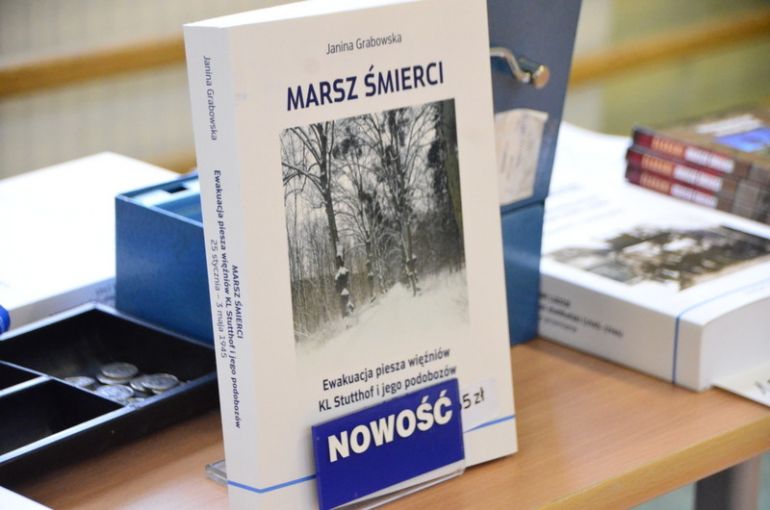 Janina Grabowska
MARSZ ŚMIERCI
Ewakuacja piesza więźniów
KL Stutthof i jego podobozów
5 zł
NOWOŚĆ
Janina Grabowska
MARSZ ŚMIERCI
Ewakuacja piesza więźniów KL Stutthof i jego podobozów
25 stycznia – 3 maja 1945